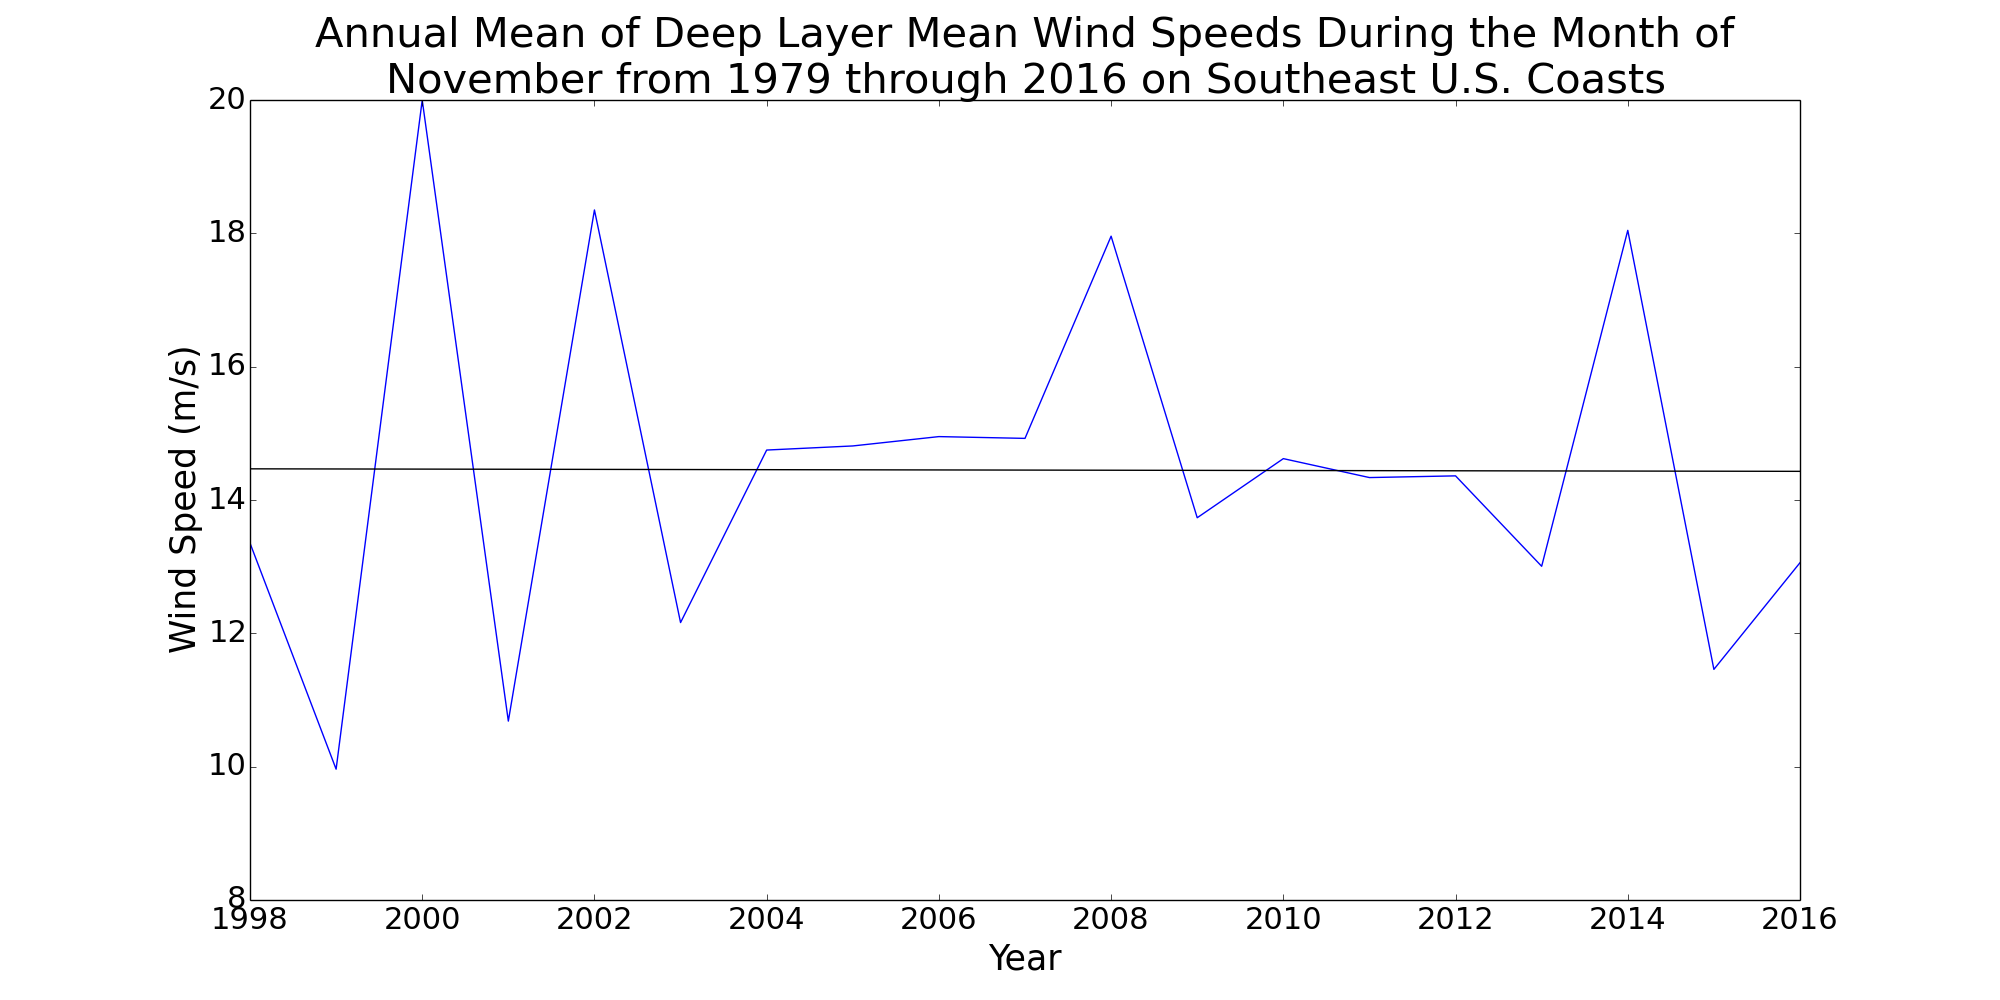 Annual Mean of Deep Layer Mean Wind Speeds During the Month of
November from 1979 through 2016 on Southeast U.S. Coasts
20
18
16
14
12
10
8
Wind Speed (m/s)
1998 2000 2002 2004 2006 2008 2010 2012 2014 2016
Year